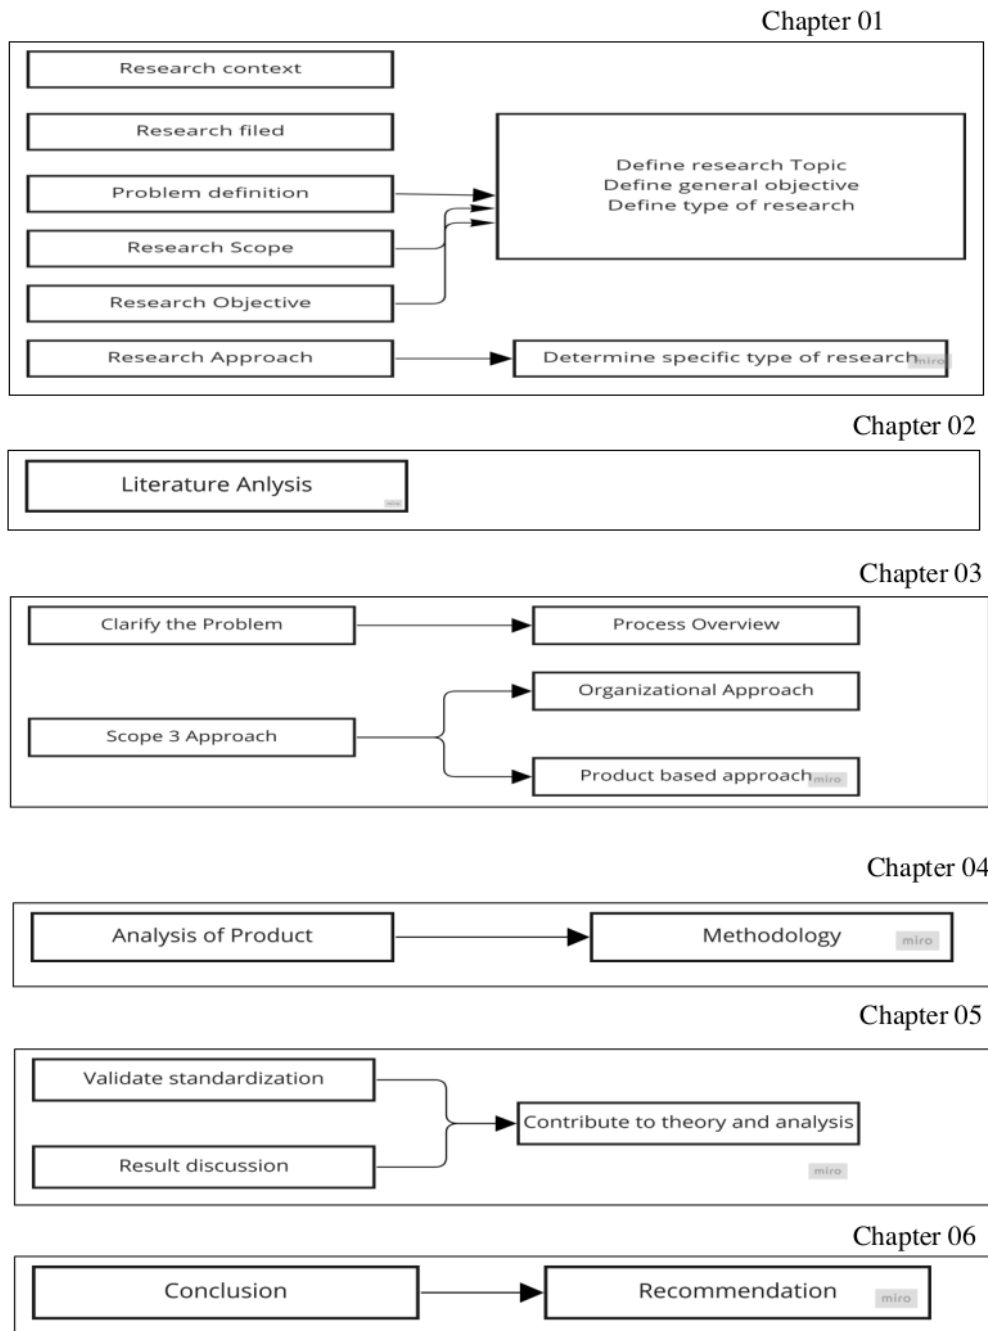 Chapter 01
Research context
Research filed
Problem definition
Research Scope
Research Objective
Research Approach
Define research Topic
Define general objective
Define type of research
Determine specific type of research
miro
Chapter 02
Literature Anlysis
miro
Chapter 03
Clarify the Problem
Process Overview
Scope 3 Approach
Organizational Approach
Product based approach
miro
Chapter 04
Analysis of Product
Methodology
miro
Chapter 05
Validate standardization
Result discussion
Contribute to theory and analysis
miro
Chapter 06
Conclusion
Recommendation
miro